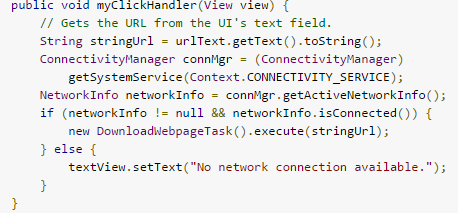 public void myClickHandler(View view) {
// Gets the URL from the UI's text field.
String stringUrl = urlText.getText().toString();
ConnectivityManager connMgr = (ConnectivityManager)
getSystemService(Context.CONNECTIVITY_SERVICE);
NetworkInfo networkInfo = connMgr.getActiveNetworkInfo();
if (networkInfo != null && networkInfo.isConnected()) {
new DownloadWebpageTask().execute(stringUrl);
} else {
textView.setText("No network connection available.");
}
}